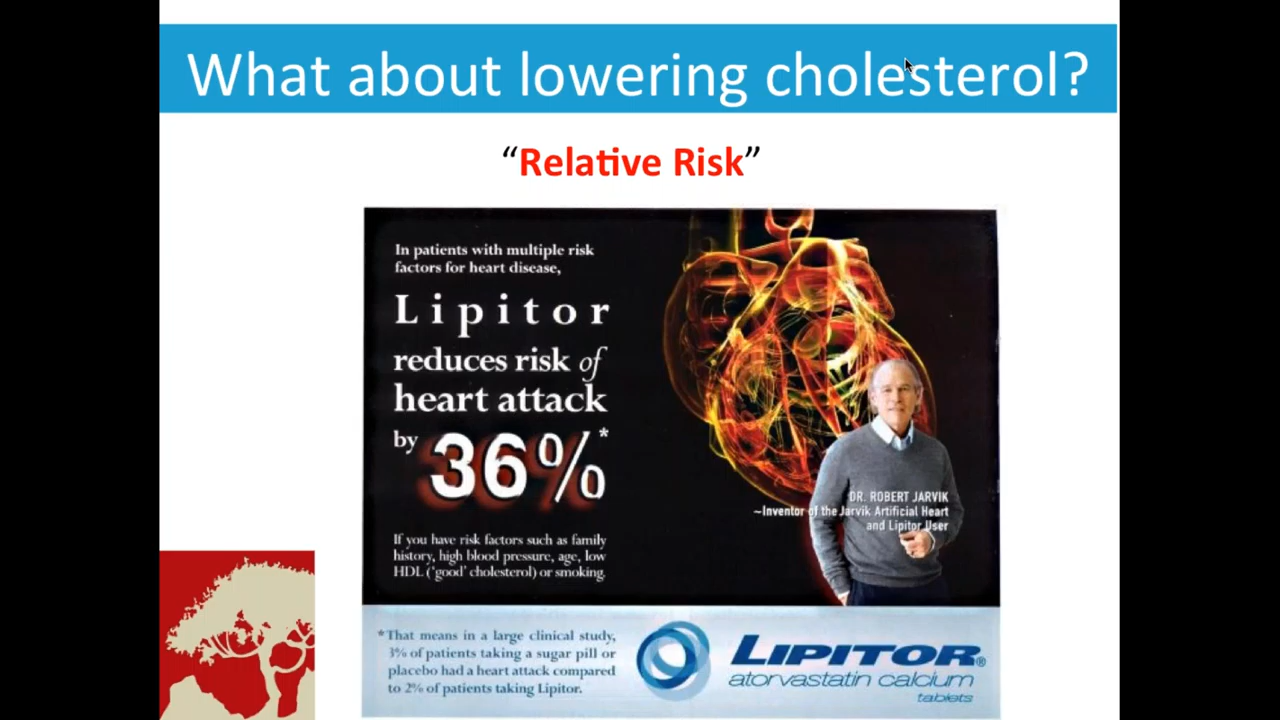 What about lowering cholesterol?
“Relative Risk”
In patients with multiple risk
factors for heart disease,
Lipitor
reduces risk of
heart attack
by 36%*
If you have risk factors such as family
history, high blood pressure, age, low
HDL (‘good’ cholesterol) or smoking.
DR. ROBERT JARVIK
~Inventor of the Jarvik Artificial Heart
and Lipitor User
*That means in a large clinical study,
3% of patients taking a sugar pill or
placebo had a heart attack compared
to 2% of patients taking Lipitor.
LIPITOR®
atorvastatin calcium
tablets